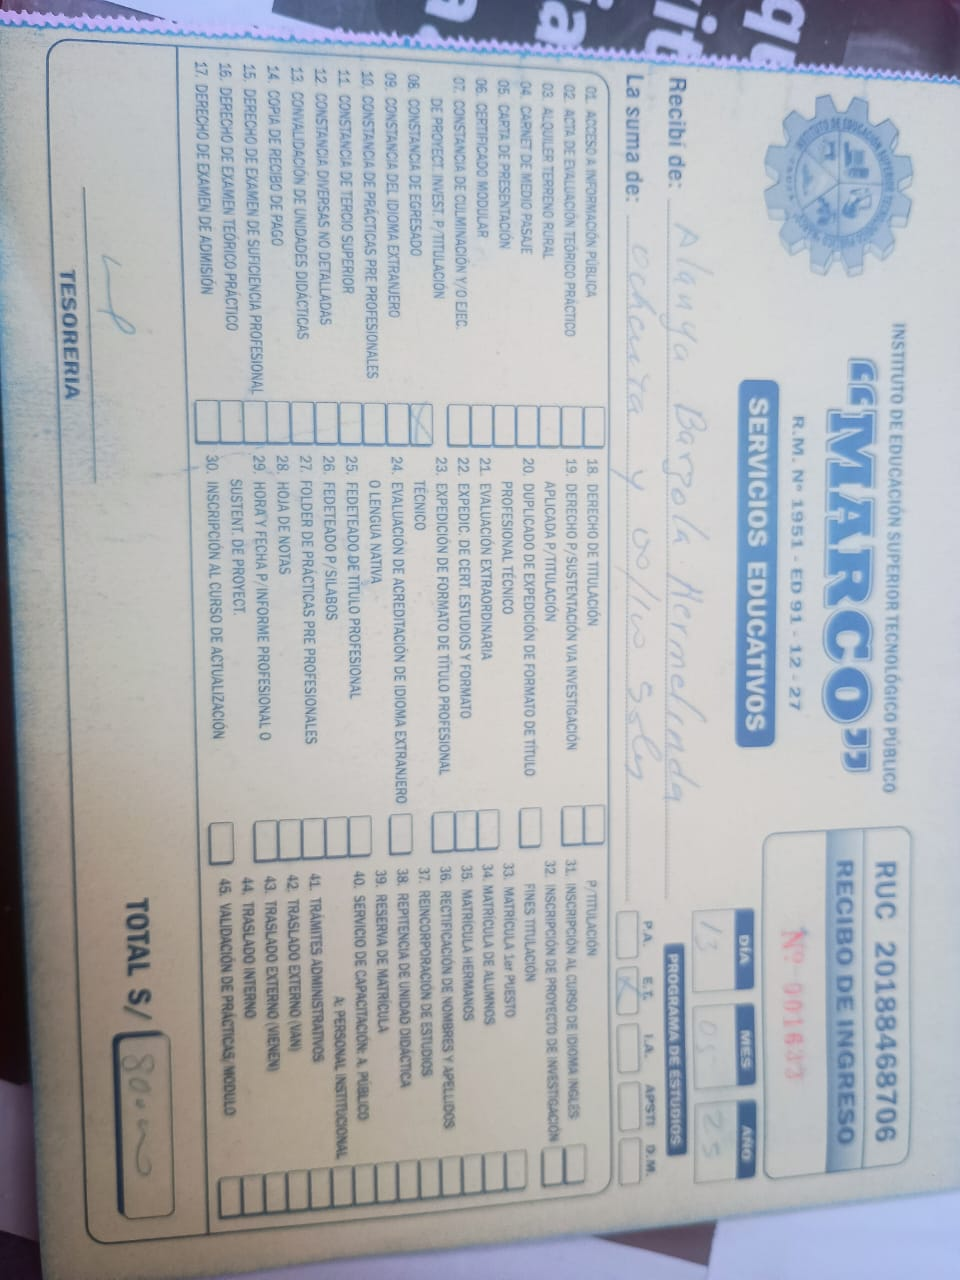 INSTITUTO DE EDUCACIÓN SUPERIOR TECNOLÓGICO PÚBLICO
"MARCO"
R.M. N° 1951 - ED 91 - 12 - 27
SERVICIOS EDUCATIVOS
RUC 20188468706
RECIBO DE INGRESO
N° 001633
DÍA MES AÑO
13 05 25
PROGRAMA DE ESTUDIOS
P.A. E.T. I.A. APSTI D.M.
X
Recibí de: Alanya Barzola Hermelinda
La suma de: ochenta y 00/100 Soles
01. ACCESO A INFORMACIÓN PÚBLICA
02. ACTA DE EVALUACIÓN TEÓRICO PRÁCTICO
03. ALQUILER TERRENO RURAL
04. CARNET DE MEDIO PASAJE
05. CARTA DE PRESENTACIÓN
06. CERTIFICADO MODULAR
07. CONSTANCIA DE CULMINACIÓN Y/O EJEC.
DE PROYECT. INVEST. P/TITULACIÓN
08. CONSTANCIA DE EGRESADO X
09. CONSTANCIA DEL IDIOMA EXTRANJERO
10. CONSTANCIA DE PRÁCTICAS PRE PROFESIONALES
11. CONSTANCIA DE TERCIO SUPERIOR
12. CONSTANCIA DIVERSAS NO DETALLADAS
13. CONVALIDACIÓN DE UNIDADES DIDÁCTICAS
14. COPIA DE RECIBO DE PAGO
15. DERECHO DE EXAMEN DE SUFICIENCIA PROFESIONAL
16. DERECHO DE EXAMEN TEÓRICO PRÁCTICO
17. DERECHO DE EXAMEN DE ADMISIÓN
18. DERECHO DE TITULACIÓN
19. DERECHO P/SUSTENTACIÓN VIA INVESTIGACIÓN
APLICADA P/TITULACIÓN
20. DUPLICADO DE EXPEDICIÓN DE FORMATO DE TÍTULO
PROFESIONAL TÉCNICO
21. EVALUACIÓN EXTRAORDINARIA
22. EXPEDIC. DE CERT. ESTUDIOS Y FORMATO
23. EXPEDICIÓN DE FORMATO DE TÍTULO PROFESIONAL
TÉCNICO
24. EVALUACIÓN DE ACREDITACIÓN DE IDIOMA EXTRANJERO
O LENGUA NATIVA
25. FEDETEADO DE TÍTULO PROFESIONAL
26. FEDETEADO P/SILABOS
27. FOLDER DE PRÁCTICAS PRE PROFESIONALES
28. HOJA DE NOTAS
29. HORA Y FECHA P/ INFORME PROFESIONAL O
SUSTENT. DE PROYECT.
30. INSCRIPCIÓN AL CURSO DE ACTUALIZACIÓN
P/TITULACIÓN
31. INSCRIPCIÓN AL CURSO DE IDIOMA INGLES
32. INSCRIPCIÓN DE PROYECTO DE INVESTIGACIÓN
FINES TITULACIÓN
33. MATRÍCULA 1er PUESTO
34. MATRÍCULA DE ALUMNOS
35. MATRÍCULA HERMANOS
36. RECTIFICACIÓN DE NOMBRES Y APELLIDOS
37. REINCORPORACIÓN DE ESTUDIOS
38. REPITENCIA DE UNIDAD DIDÁCTICA
39. RESERVA DE MATRÍCULA
40. SERVICIO DE CAPACITACIÓN: A. PÚBLICO
A: PERSONAL INSTITUCIONAL
41. TRÁMITES ADMINISTRATIVOS
42. TRASLADO EXTERNO (VAN)
43. TRASLADO EXTERNO (VIENEN)
44. TRASLADO INTERNO
45. VALIDACIÓN DE PRÁCTICAS/ MODULO
TESORERIA
TOTAL S/ 80.00